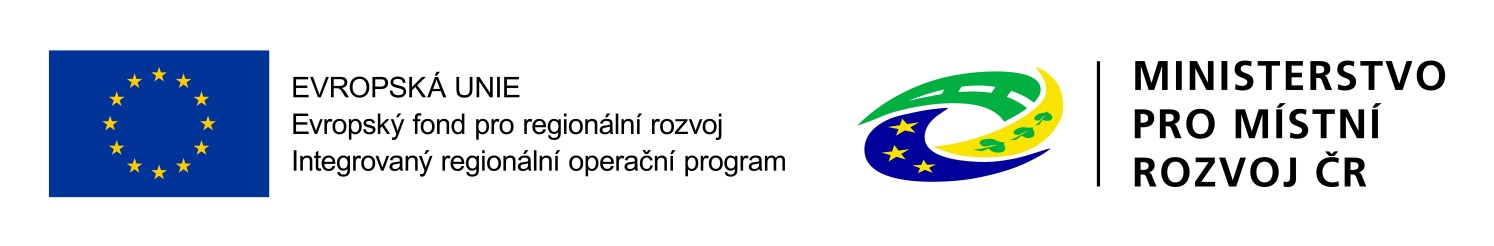 EVROPSKÁ UNIE
Evropský fond pro regionální rozvoj
Integrovaný regionální operační program
MINISTERSTVO
PRO MÍSTNÍ
ROZVOJ ČR